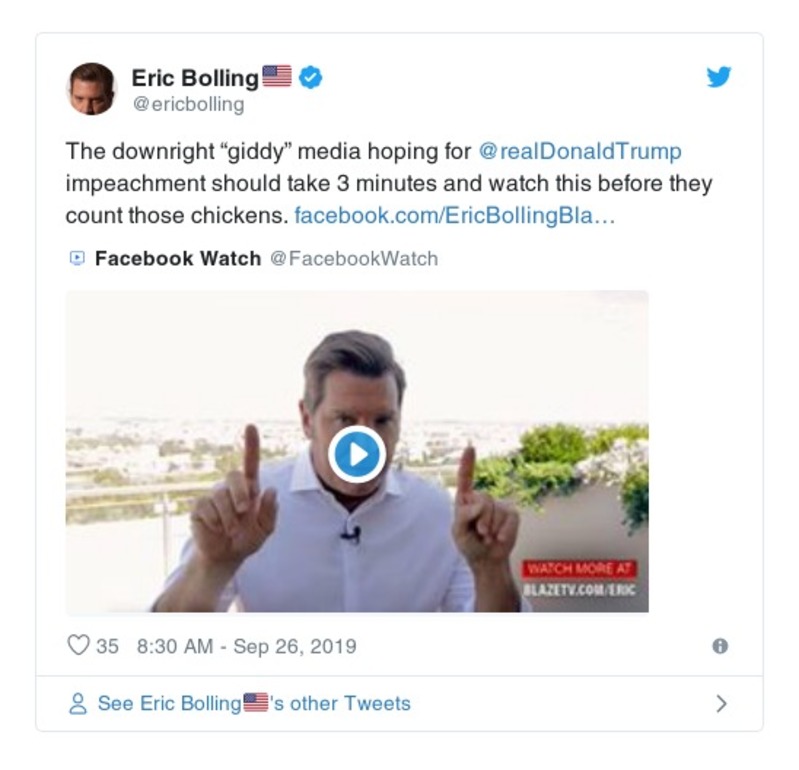 Eric Bolling🇺🇸
@ericbolling
The downright “giddy” media hoping for @realDonaldTrump
impeachment should take 3 minutes and watch this before they
count those chickens. facebook.com/EricBollingBla…
Facebook Watch @FacebookWatch
WATCH MORE AT
BLAZETV.COM/ERIC
35 8:30 AM - Sep 26, 2019
See Eric Bolling🇺🇸's other Tweets